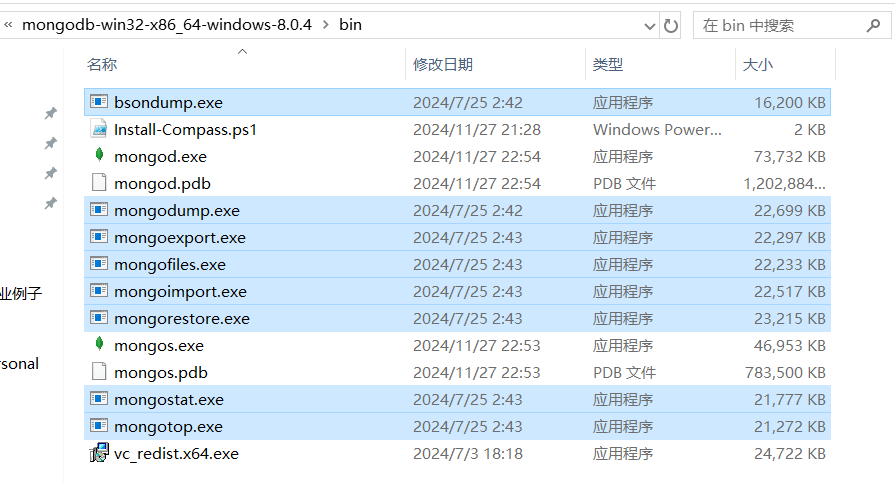 « mongodb-win32-x86_64-windows-8.0.4 > bin 在 bin 中搜索
名称 修改日期 类型 大小
bsondump.exe 2024/7/25 2:42 应用程序 16,200 KB
Install-Compass.ps1 2024/11/27 21:28 Windows Power... 2 KB
mongod.exe 2024/11/27 22:54 应用程序 73,732 KB
mongod.pdb 2024/11/27 22:54 PDB 文件 1,202,884...
mongodump.exe 2024/7/25 2:42 应用程序 22,699 KB
mongoexport.exe 2024/7/25 2:43 应用程序 22,297 KB
mongofiles.exe 2024/7/25 2:43 应用程序 22,233 KB
业例子
mongoimport.exe 2024/7/25 2:43 应用程序 22,517 KB
mongorestore.exe 2024/7/25 2:43 应用程序 23,215 KB
mongos.exe 2024/11/27 22:53 应用程序 46,953 KB
rsonal
mongos.pdb 2024/11/27 22:53 PDB 文件 783,500 KB
mongostat.exe 2024/7/25 2:43 应用程序 21,777 KB
mongotop.exe 2024/7/25 2:43 应用程序 21,272 KB
vc_redist.x64.exe 2024/7/3 18:18 应用程序 24,722 KB